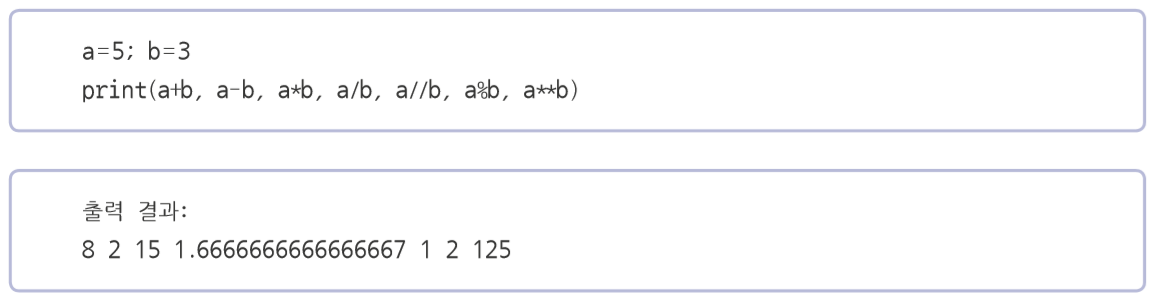 a=5; b=3
print(a+b, a-b, a*b, a/b, a//b, a%b, a**b)
출력 결과:
8 2 15 1.6666666666666667 1 2 125